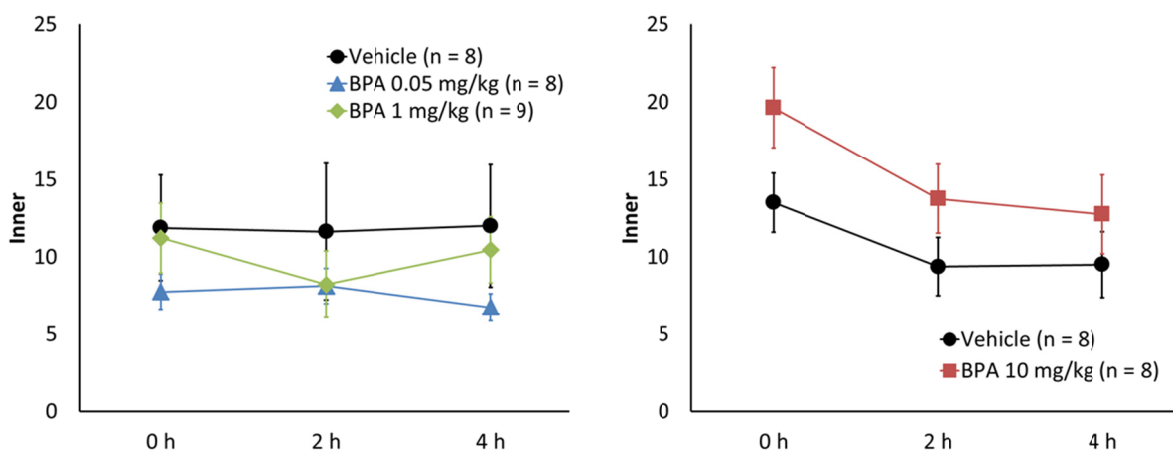 25
20
15
10
5
0
Inner
Vehicle (n = 8)
BPA 0.05 mg/kg (n = 8)
BPA 1 mg/kg (n = 9)
0 h 2 h 4 h
25
20
15
10
5
0
Inner
Vehicle (n = 8)
BPA 10 mg/kg (n = 8)
0 h 2 h 4 h